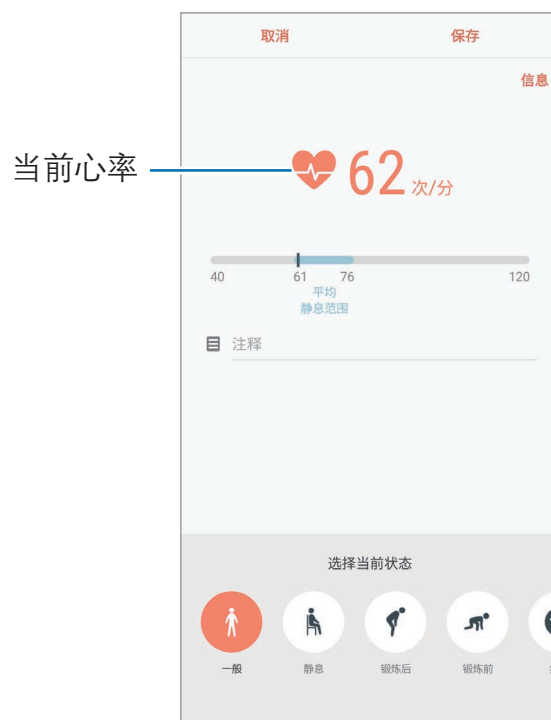 取消 保存
信息
当前心率
62 次/分
40 61 76 120
平均
静息范围
注释
选择当前状态
一般 静息 锻炼后 锻炼前